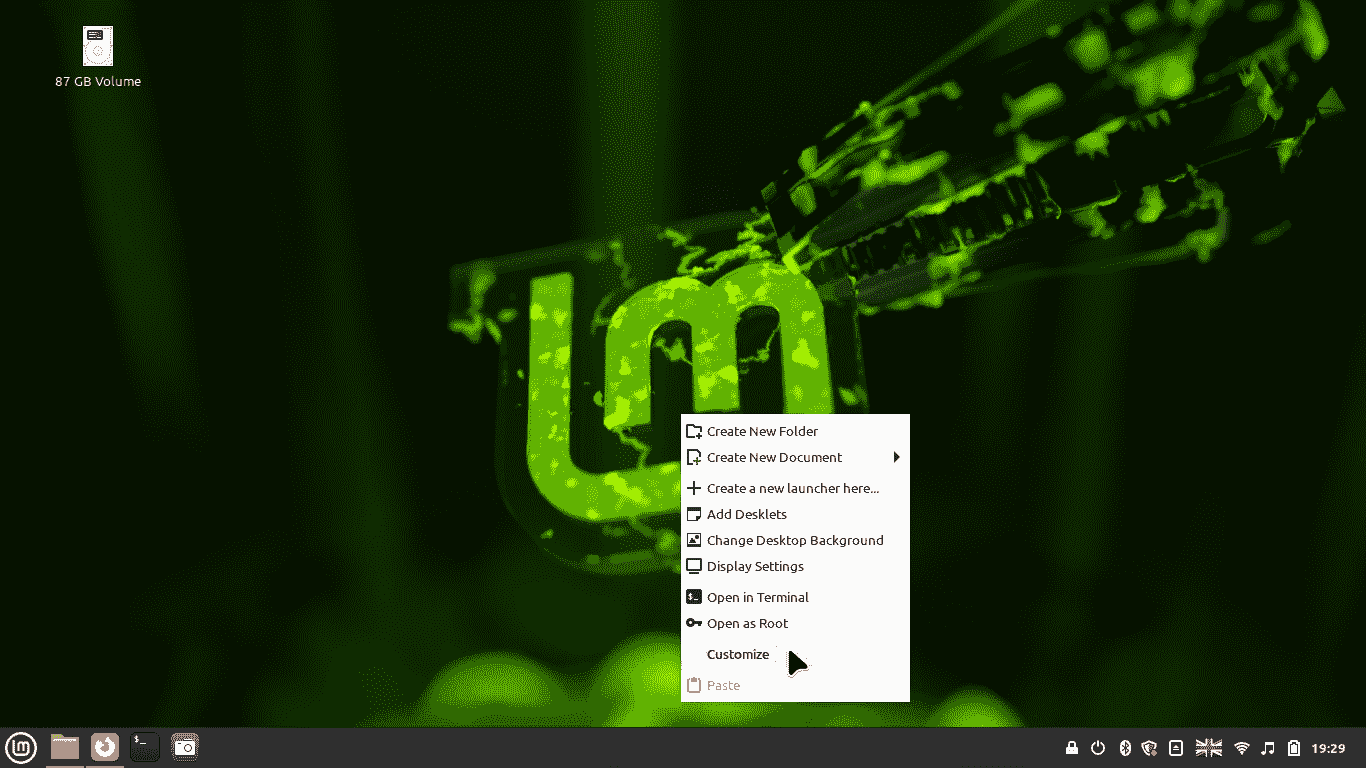 87 GB Volume
Create New Folder
Create New Document
Create a new launcher here...
Add Desklets
Change Desktop Background
Display Settings
Open in Terminal
Open as Root
Customize
Paste
19:29